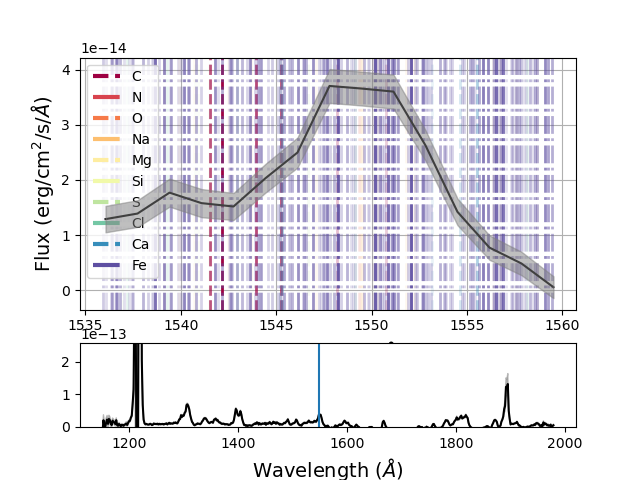 1e−14
Flux (erg/cm²/s/Å)
4
3
2
1
0
C
N
O
Na
Mg
Si
S
Cl
Ca
Fe
1535 1540 1545 1550 1555 1560
1e−13
2
1
0
1200 1400 1600 1800 2000
Wavelength (Å)